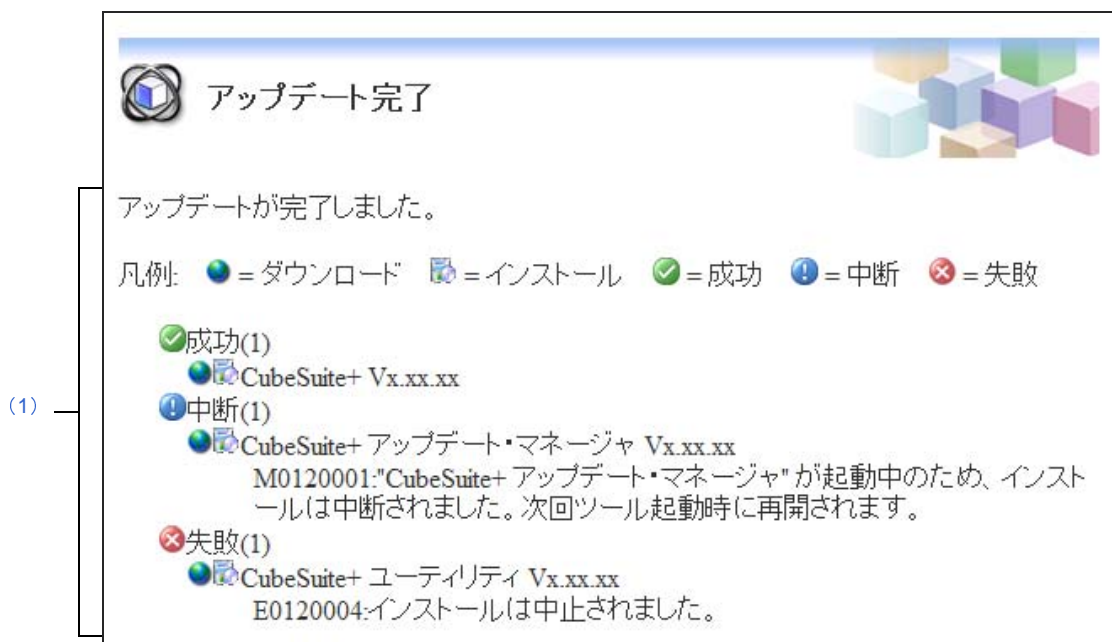 アップデート完了
アップデートが完了しました。
凡例: = ダウンロード = インストール = 成功 = 中断 = 失敗
成功(1)
CubeSuite+ Vx.xx.xx
(1)
中断(1)
CubeSuite+ アップデート・マネージャ Vx.xx.xx
M0120001:"CubeSuite+ アップデート・マネージャ" が起動中のため、インスト
ールは中断されました。次回ツール起動時に再開されます。
失敗(1)
CubeSuite+ ユーティリティ Vx.xx.xx
E0120004:インストールは中止されました。